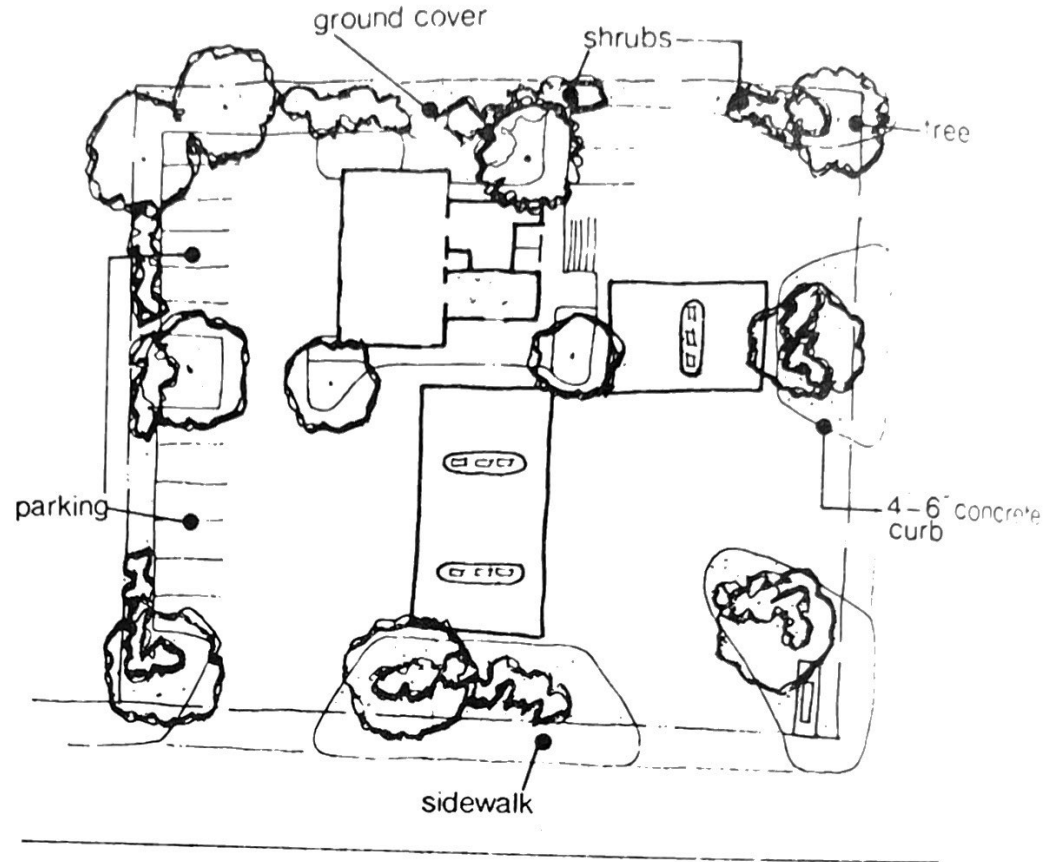 ground cover
shrubs
tree
parking
4-6" concrete
curb
sidewalk